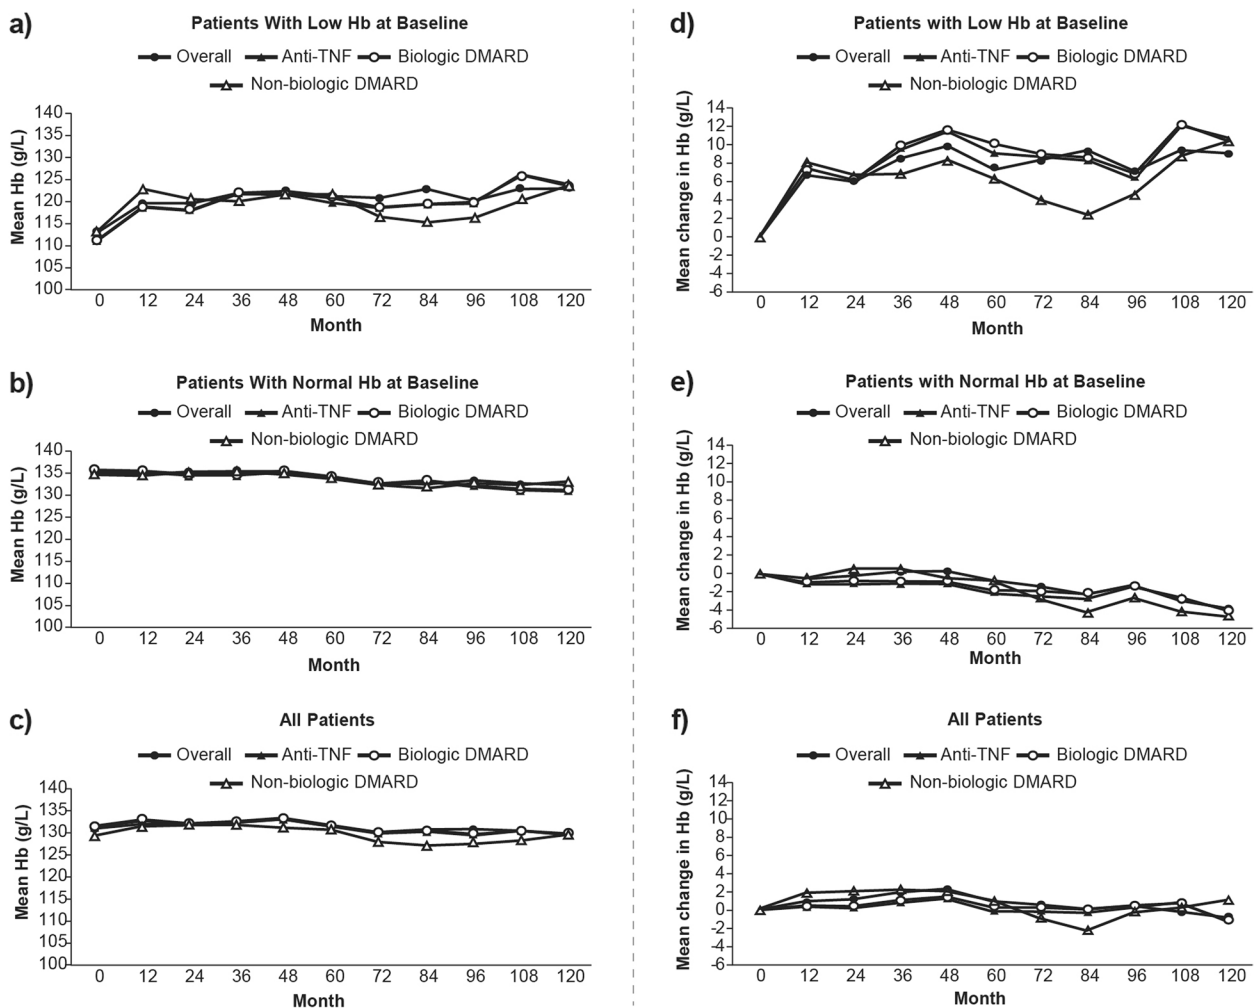 a)
Patients With Low Hb at Baseline
Overall Anti-TNF Biologic DMARD
Non-biologic DMARD
Mean Hb (g/L)
140
135
130
125
120
115
110
105
100
0 12 24 36 48 60 72 84 96 108 120
Month
b)
Patients With Normal Hb at Baseline
Overall Anti-TNF Biologic DMARD
Non-biologic DMARD
Mean Hb (g/L)
140
135
130
125
120
115
110
105
100
0 12 24 36 48 60 72 84 96 108 120
Month
c)
All Patients
Overall Anti-TNF Biologic DMARD
Non-biologic DMARD
Mean Hb (g/L)
140
135
130
125
120
115
110
105
100
0 12 24 36 48 60 72 84 96 108 120
Month
d)
Patients with Low Hb at Baseline
Overall Anti-TNF Biologic DMARD
Non-biologic DMARD
Mean change in Hb (g/L)
14
12
10
8
6
4
2
0
-2
-4
-6
0 12 24 36 48 60 72 84 96 108 120
Month
e)
Patients with Normal Hb at Baseline
Overall Anti-TNF Biologic DMARD
Non-biologic DMARD
Mean change in Hb (g/L)
14
12
10
8
6
4
2
0
-2
-4
-6
0 12 24 36 48 60 72 84 96 108 120
Month
f)
All Patients
Overall Anti-TNF Biologic DMARD
Non-biologic DMARD
Mean change in Hb (g/L)
14
12
10
8
6
4
2
0
-2
-4
-6
0 12 24 36 48 60 72 84 96 108 120
Month